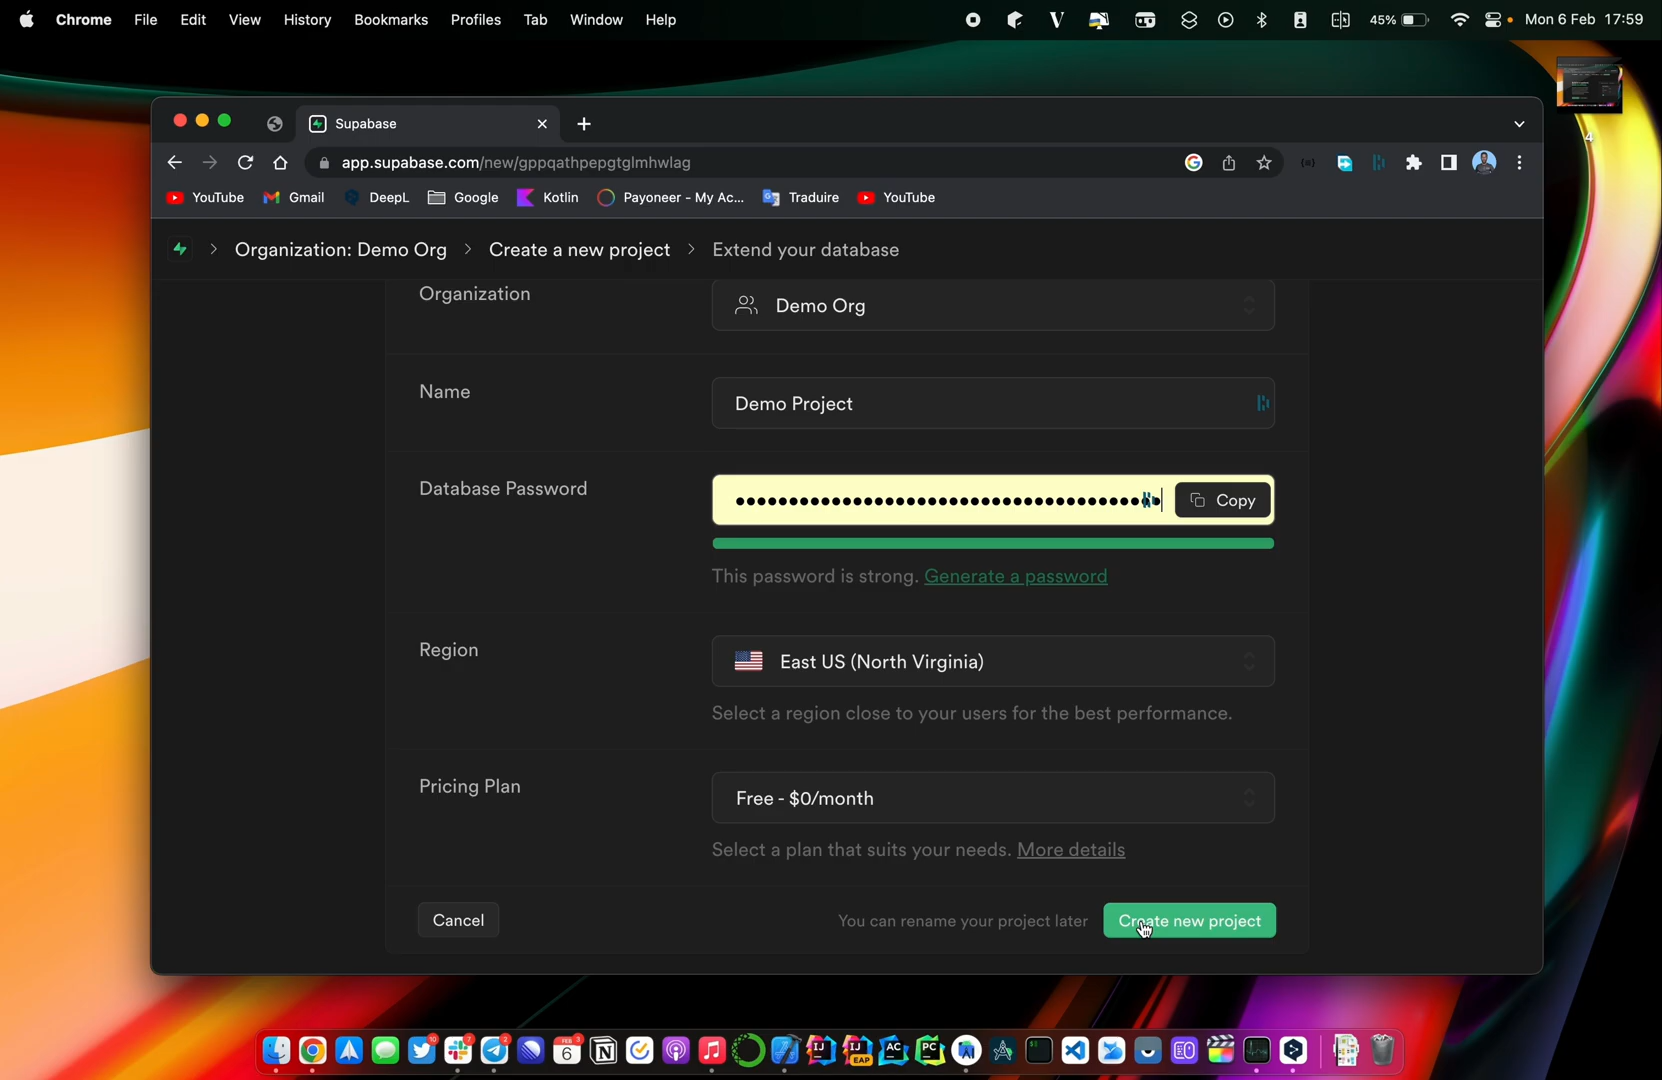 Chrome File Edit View History Bookmarks Profiles Tab Window Help 45% Mon 6 Feb 17:59
4
Supabase
app.supabase.com/new/gppqathpepgtglmhwlag
YouTube Gmail DeepL Google Kotlin Payoneer - My Ac... Traduire YouTube
Organization: Demo Org > Create a new project > Extend your database
Organization Demo Org
Name Demo Project
Database Password Copy
This password is strong. Generate a password
Region East US (North Virginia)
Select a region close to your users for the best performance.
Pricing Plan Free - $0/month
Select a plan that suits your needs. More details
Cancel You can rename your project later Create new project